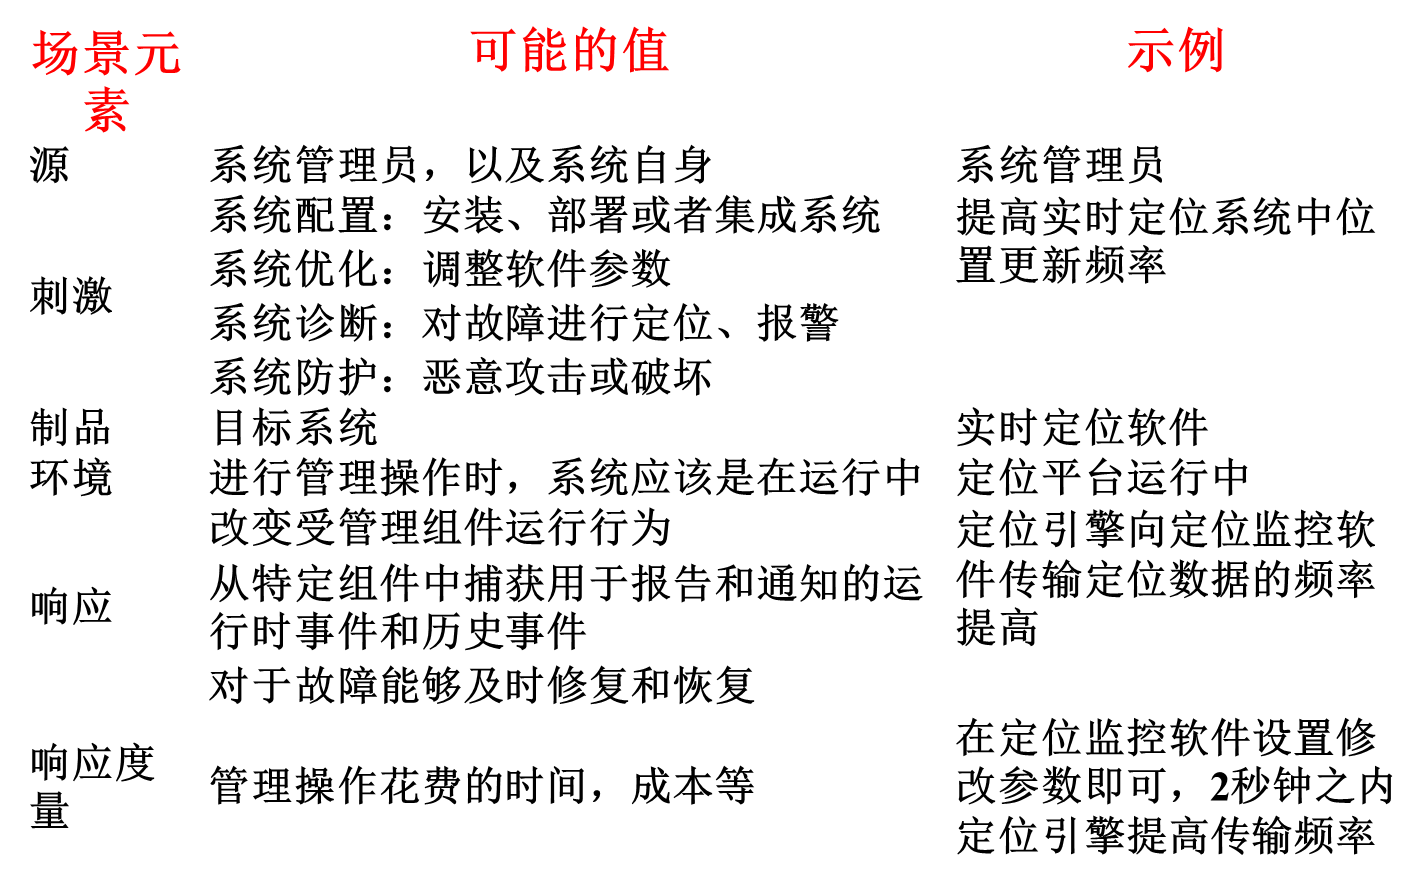 场景元素
可能的值
示例
源
系统管理员，以及系统自身
系统管理员
刺激
系统配置：安装、部署或者集成系统
系统优化：调整软件参数
系统诊断：对故障进行定位、报警
系统防护：恶意攻击或破坏
提高实时定位系统中位
置更新频率
制品
目标系统
实时定位软件
环境
进行管理操作时，系统应该是在运行中
定位平台运行中
响应
改变受管理组件运行行为
从特定组件中捕获用于报告和通知的运
行时事件和历史事件
对于故障能够及时修复和恢复
定位引擎向定位监控软
件传输定位数据的频率
提高
响应度
量
管理操作花费的时间，成本等
在定位监控软件设置修
改参数即可，2秒钟之内
定位引擎提高传输频率